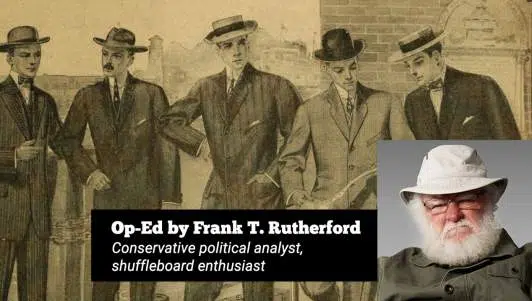 Op-Ed by Frank T. Rutherford
Conservative political analyst,
shuffleboard enthusiast